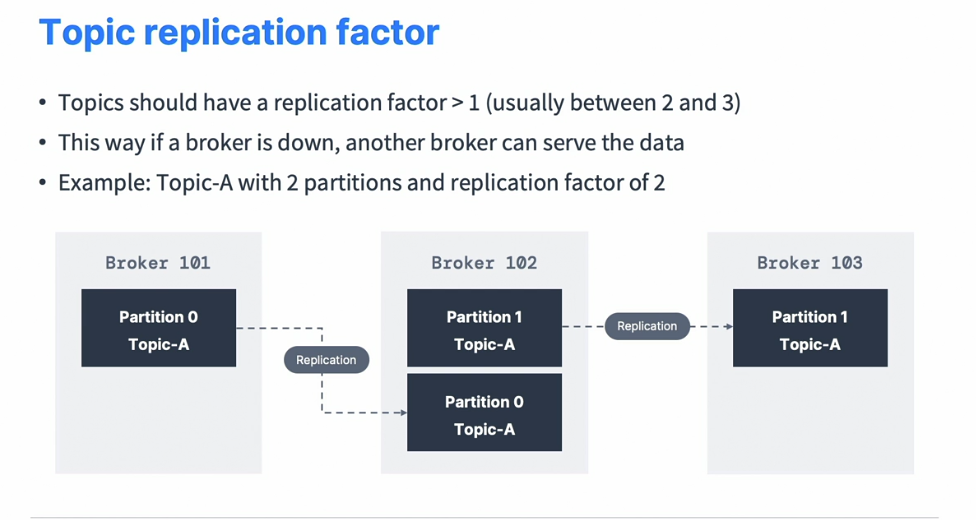 Topic replication factor
• Topics should have a replication factor > 1 (usually between 2 and 3)
• This way if a broker is down, another broker can serve the data
• Example: Topic-A with 2 partitions and replication factor of 2
Broker 101
Partition 0
Topic-A
Replication
Broker 102
Partition 1
Topic-A
Partition 0
Topic-A
Replication
Broker 103
Partition 1
Topic-A